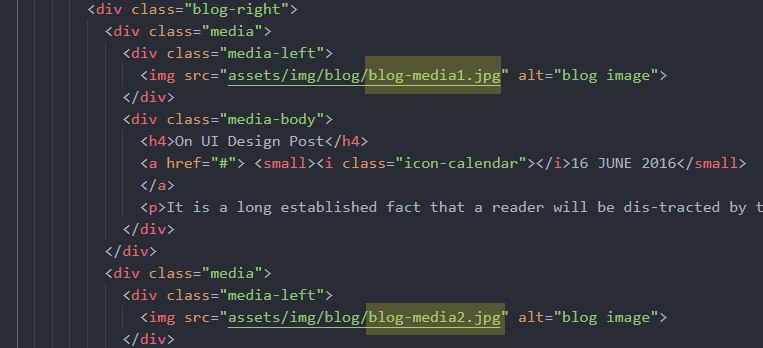 <div class="blog-right">
<div class="media">
<div class="media-left">
<img src="assets/img/blog/blog-media1.jpg" alt="blog image">
</div>
<div class="media-body">
<h4>On UI Design Post</h4>
<a href="#"> <small><i class="icon-calendar"></i>16 JUNE 2016</small>
</a>
<p>It is a long established fact that a reader will be dis-tracted by t
</div>
</div>
<div class="media">
<div class="media-left">
<img src="assets/img/blog/blog-media2.jpg" alt="blog image">
</div>